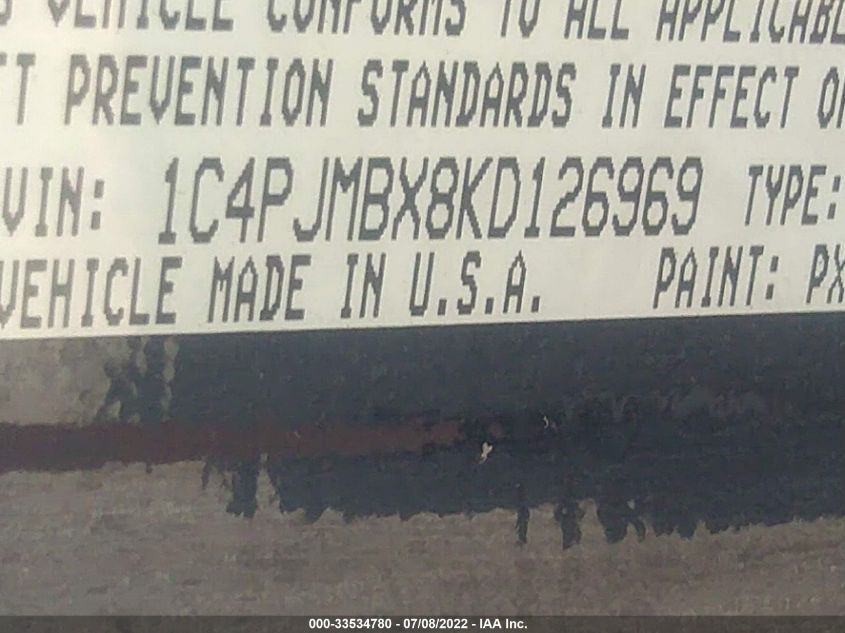 VEHICLE CONFORMS TO ALL APPLICABLE
PREVENTION STANDARDS IN EFFECT
VIN: 1C4PJMBX8KD126969 TYPE:
VEHICLE MADE IN U.S.A. PAINT: PX
000-33534780 - 07/08/2022 - IAA Inc.